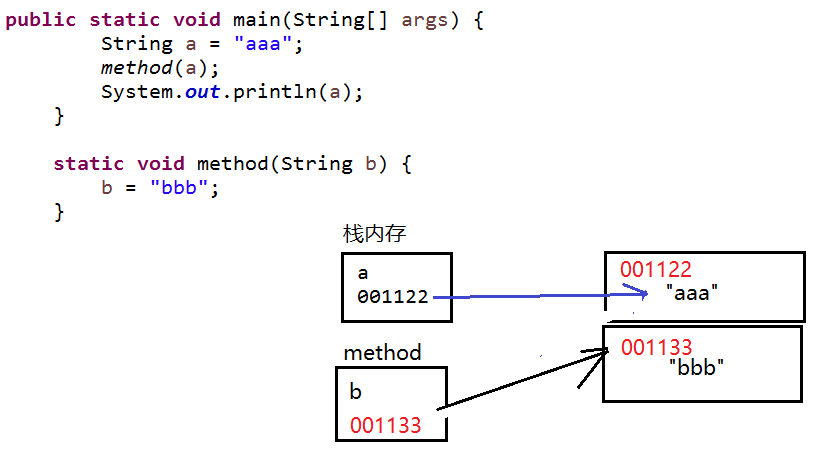 public static void main(String[] args) {
String a = "aaa";
method(a);
System.out.println(a);
}
static void method(String b) {
b = "bbb";
}
栈内存
a
001122
001122
"aaa"
method
b
001133
001133
"bbb"